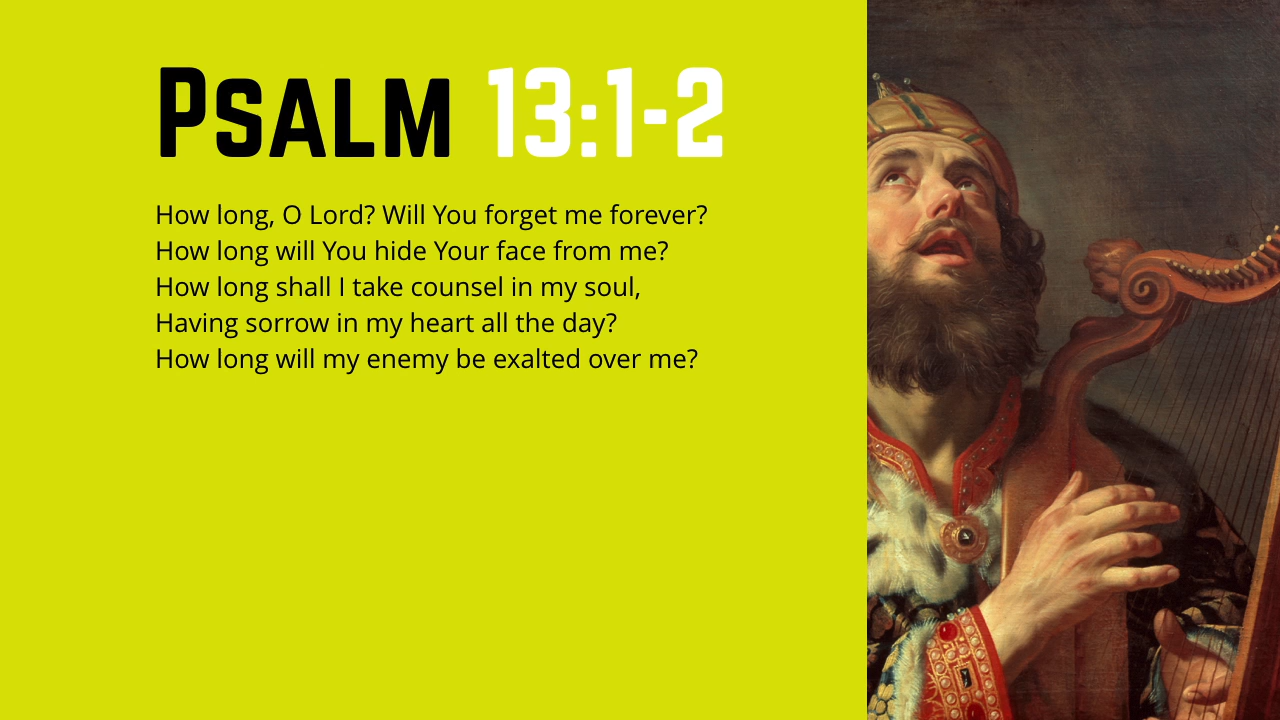 Psalm 13:1-2
How long, O Lord? Will You forget me forever?
How long will You hide Your face from me?
How long shall I take counsel in my soul,
Having sorrow in my heart all the day?
How long will my enemy be exalted over me?